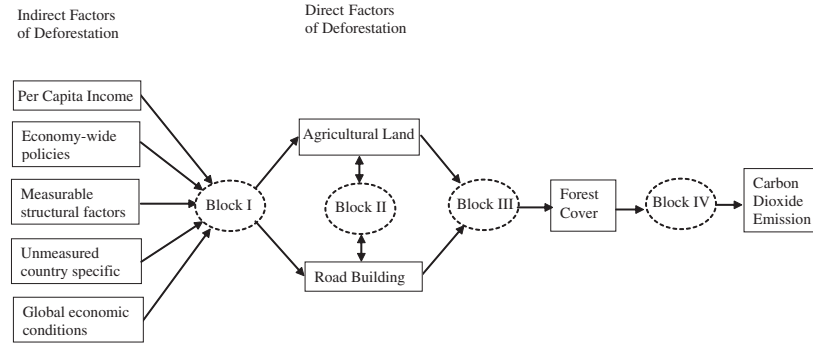 Indirect Factors
of Deforestation
Direct Factors
of Deforestation
Per Capita Income
Economy-wide
policies
Measurable
structural factors
Unmeasured
country specific
Global economic
conditions
Block I
Agricultural Land
Block II
Road Building
Block III
Forest
Cover
Block IV
Carbon
Dioxide
Emission